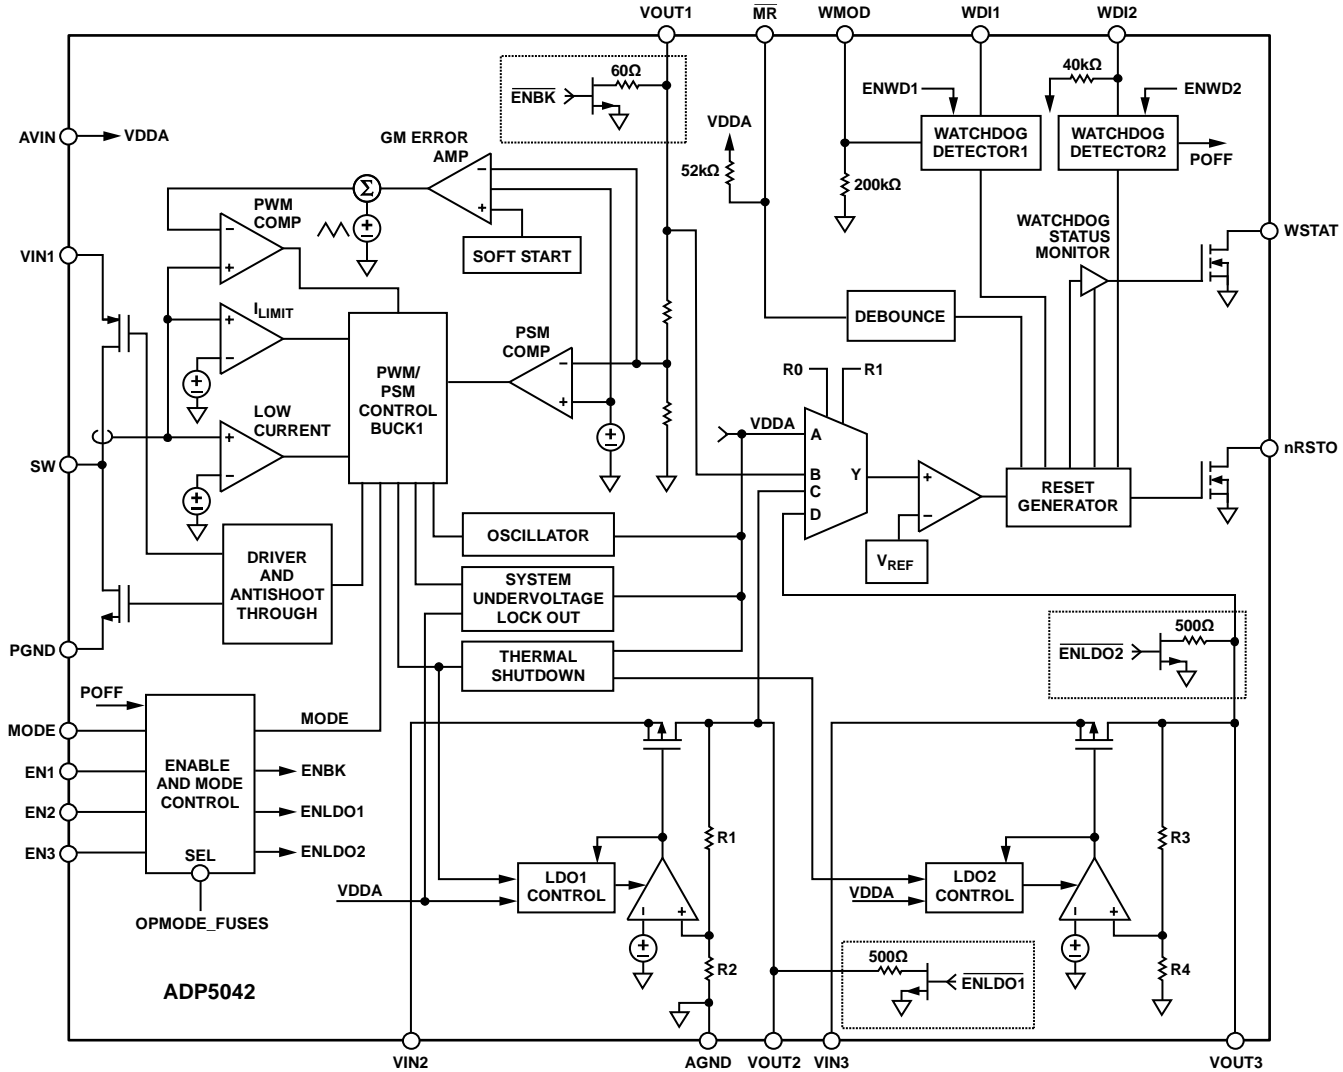 VOUT1
MR
WMOD
WDI1
WDI2
60Ω
ENBK
40kΩ
ENWD1
ENWD2
AVIN
VDDA
GM ERROR
AMP
VDDA
52kΩ
WATCHDOG
DETECTOR1
WATCHDOG
DETECTOR2
POFF
200kΩ
PWM
COMP
Σ
SOFT START
WATCHDOG
STATUS
MONITOR
WSTAT
VIN1
ILIMIT
DEBOUNCE
PSM
COMP
PWM/
PSM
CONTROL
BUCK1
R0
R1
LOW
CURRENT
VDDA
A
B
C
D
Y
SW
nRSTO
RESET
GENERATOR
VREF
OSCILLATOR
DRIVER
AND
ANTISHOOT
THROUGH
SYSTEM
UNDERVOLTAGE
LOCK OUT
THERMAL
SHUTDOWN
500Ω
ENLDO2
PGND
POFF
MODE
MODE
EN1
EN2
EN3
ENABLE
AND MODE
CONTROL
SEL
ENBK
ENLDO1
ENLDO2
OPMODE_FUSES
VDDA
LDO1
CONTROL
R1
R2
VDDA
LDO2
CONTROL
R3
R4
500Ω
ENLDO1
ADP5042
VIN2
AGND
VOUT2
VIN3
VOUT3